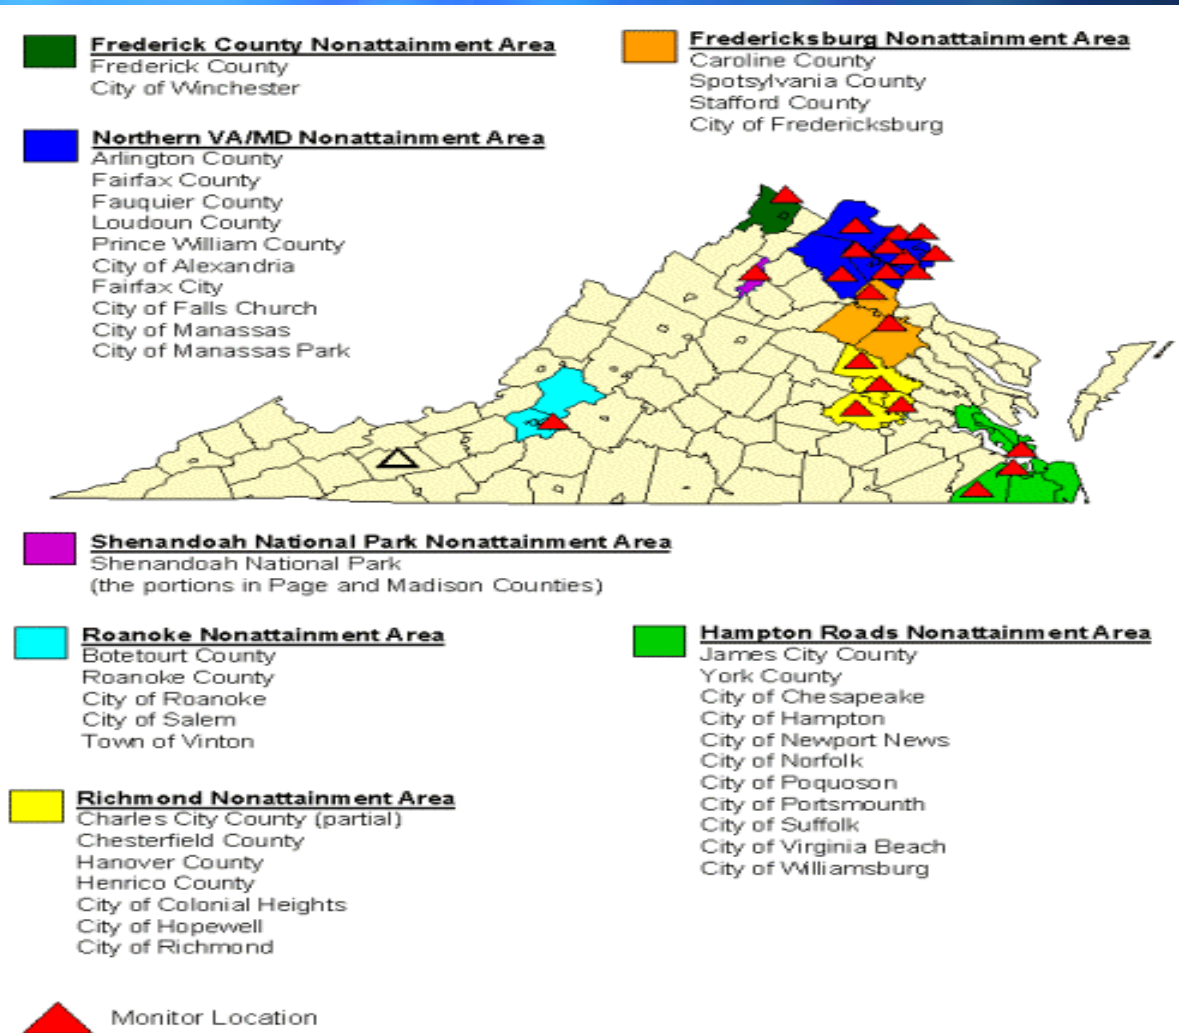 Frederick County Nonattainment Area
Frederick County
City of Winchester
Northern VA/MD Nonattainment Area
Arlington County
Fairfax County
Fauquier County
Loudoun County
Prince William County
City of Alexandria
Fairfax City
City of Falls Church
City of Manassas
City of Manassas Park
Fredericksburg Nonattainment Area
Caroline County
Spotsylvania County
Stafford County
City of Fredericksburg
Shenandoah National Park Nonattainment Area
Shenandoah National Park
(the portions in Page and Madison Counties)
Roanoke Nonattainment Area
Botetourt County
Roanoke County
City of Roanoke
City of Salem
Town of Vinton
Richmond Nonattainment Area
Charles City County (partial)
Chesterfield County
Hanover County
Henrico County
City of Colonial Heights
City of Hopewell
City of Richmond
Hampton Roads Nonattainment Area
James City County
York County
City of Chesapeake
City of Hampton
City of Newport News
City of Norfolk
City of Poquoson
City of Portsmouth
City of Suffolk
City of Virginia Beach
City of Williamsburg
Monitor Location